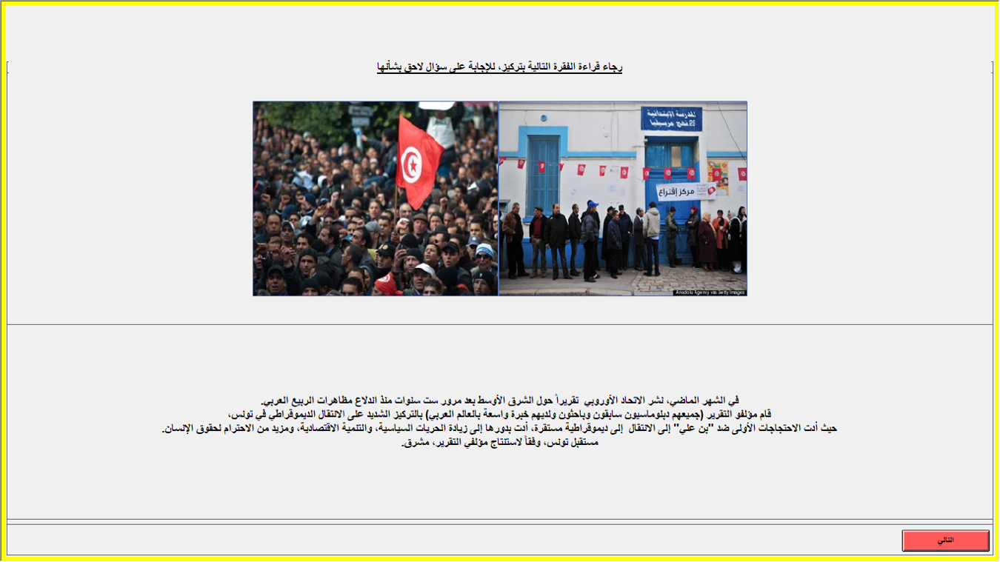 رجاء قراءة الفقرة التالية بتركيز، للإجابة على سؤال لاحق بشأنها
المدرسة الإبتدائية
29 نهج مرسيليا
مركز إقتراع
Anadolu Agency via Getty Images
في الشهر الماضي، نشر الاتحاد الأوروبي تقريراً حول الشرق الأوسط بعد مرور ست سنوات منذ اندلاع مظاهرات الربيع العربي.
قام مؤلفو التقرير (جميعهم دبلوماسيون سابقون وباحثون ولديهم خبرة واسعة بالعالم العربي) بالتركيز الشديد على الانتقال الديموقراطي في تونس،
حيث أدت الاحتجاجات الأولى ضد "بن علي" إلى الانتقال إلى ديموقراطية مستقرة، أدت بدورها إلى زيادة الحريات السياسية، والتنمية الاقتصادية، ومزيد من الاحترام لحقوق الإنسان.
مستقبل تونس، وفقاً لاستنتاج مؤلفي التقرير، مشرق.
التالي